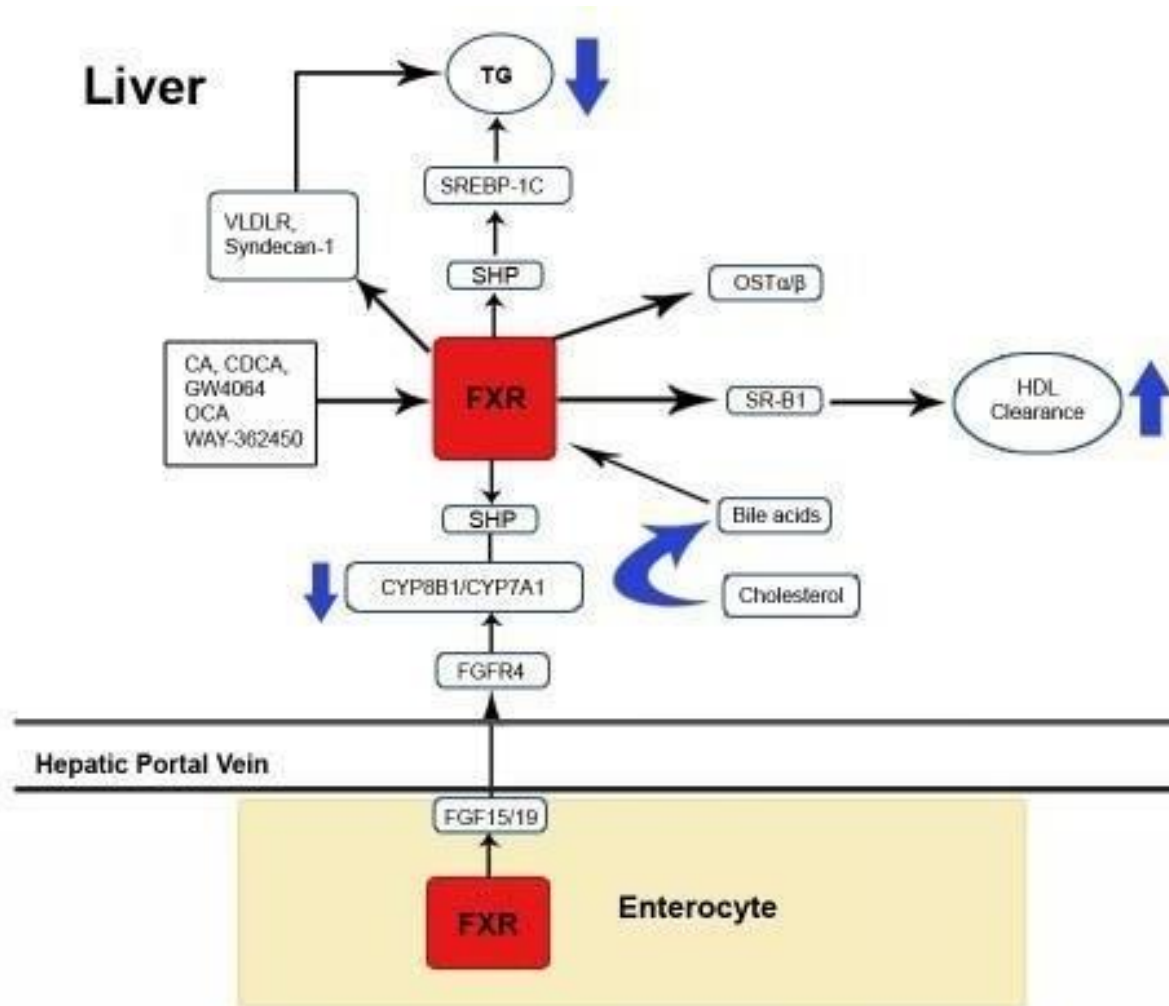 Liver
TG
SREBP-1C
VLDLR,
Syndecan-1
SHP
OSTα/β
CA, CDCA,
GW4064
OCA
WAY-362450
FXR
SR-B1
HDL
Clearance
SHP
Bile acids
CYP8B1/CYP7A1
Cholesterol
FGFR4
Hepatic Portal Vein
FGF15/19
FXR
Enterocyte